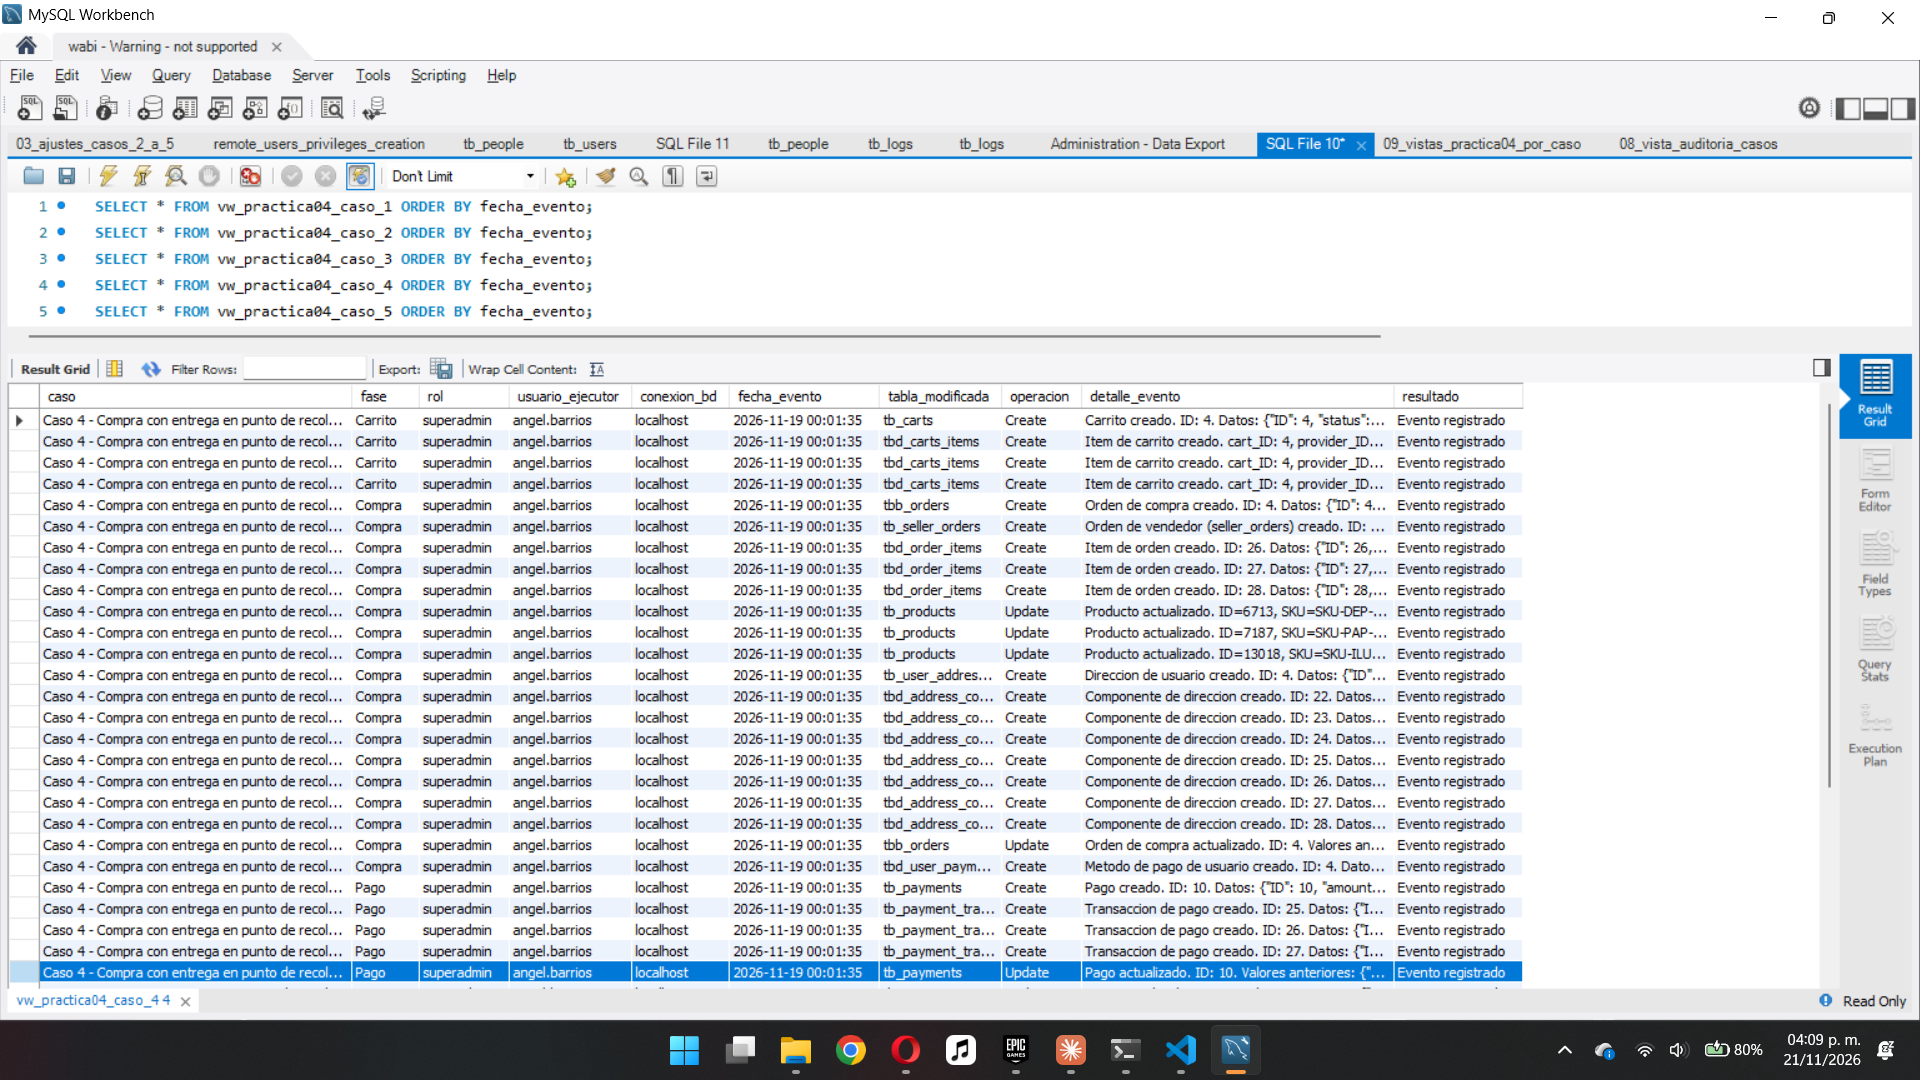 MySQL Workbench
wabi - Warning - not supported
File Edit View Query Database Server Tools Scripting Help
03_ajustes_casos_2_a_5 remote_users_privileges_creation tb_people tb_users SQL File 11 tb_people tb_logs tb_logs Administration - Data Export SQL File 10* 09_vistas_practica04_por_caso 08_vista_auditoria_casos
Don't Limit
1 SELECT * FROM vw_practica04_caso_1 ORDER BY fecha_evento;
2 SELECT * FROM vw_practica04_caso_2 ORDER BY fecha_evento;
3 SELECT * FROM vw_practica04_caso_3 ORDER BY fecha_evento;
4 SELECT * FROM vw_practica04_caso_4 ORDER BY fecha_evento;
5 SELECT * FROM vw_practica04_caso_5 ORDER BY fecha_evento;
Result Grid Filter Rows: Export: Wrap Cell Content:
caso fase rol usuario_ejecutor conexion_bd fecha_evento tabla_modificada operacion detalle_evento resultado
Caso 4 - Compra con entrega en punto de recol... Carrito superadmin angel.barrios localhost 2026-11-19 00:01:35 tb_carts Create Carrito creado. ID: 4. Datos: {"ID": 4, "status":... Evento registrado
Caso 4 - Compra con entrega en punto de recol... Carrito superadmin angel.barrios localhost 2026-11-19 00:01:35 tbd_carts_items Create Item de carrito creado. cart_ID: 4, provider_ID... Evento registrado
Caso 4 - Compra con entrega en punto de recol... Carrito superadmin angel.barrios localhost 2026-11-19 00:01:35 tbd_carts_items Create Item de carrito creado. cart_ID: 4, provider_ID... Evento registrado
Caso 4 - Compra con entrega en punto de recol... Carrito superadmin angel.barrios localhost 2026-11-19 00:01:35 tbd_carts_items Create Item de carrito creado. cart_ID: 4, provider_ID... Evento registrado
Caso 4 - Compra con entrega en punto de recol... Compra superadmin angel.barrios localhost 2026-11-19 00:01:35 tbb_orders Create Orden de compra creado. ID: 4. Datos: {"ID": 4... Evento registrado
Caso 4 - Compra con entrega en punto de recol... Compra superadmin angel.barrios localhost 2026-11-19 00:01:35 tb_seller_orders Create Orden de vendedor (seller_orders) creado. ID: ... Evento registrado
Caso 4 - Compra con entrega en punto de recol... Compra superadmin angel.barrios localhost 2026-11-19 00:01:35 tbd_order_items Create Item de orden creado. ID: 26. Datos: {"ID": 26,... Evento registrado
Caso 4 - Compra con entrega en punto de recol... Compra superadmin angel.barrios localhost 2026-11-19 00:01:35 tbd_order_items Create Item de orden creado. ID: 27. Datos: {"ID": 27,... Evento registrado
Caso 4 - Compra con entrega en punto de recol... Compra superadmin angel.barrios localhost 2026-11-19 00:01:35 tbd_order_items Create Item de orden creado. ID: 28. Datos: {"ID": 28,... Evento registrado
Caso 4 - Compra con entrega en punto de recol... Compra superadmin angel.barrios localhost 2026-11-19 00:01:35 tb_products Update Producto actualizado. ID=6713, SKU=SKU-DEP-... Evento registrado
Caso 4 - Compra con entrega en punto de recol... Compra superadmin angel.barrios localhost 2026-11-19 00:01:35 tb_products Update Producto actualizado. ID=7187, SKU=SKU-PAP-... Evento registrado
Caso 4 - Compra con entrega en punto de recol... Compra superadmin angel.barrios localhost 2026-11-19 00:01:35 tb_products Update Producto actualizado. ID=13018, SKU=SKU-ILU... Evento registrado
Caso 4 - Compra con entrega en punto de recol... Compra superadmin angel.barrios localhost 2026-11-19 00:01:35 tb_user_addres... Create Direccion de usuario creado. ID: 4. Datos: {"ID"... Evento registrado
Caso 4 - Compra con entrega en punto de recol... Compra superadmin angel.barrios localhost 2026-11-19 00:01:35 tbd_address_co... Create Componente de direccion creado. ID: 22. Datos... Evento registrado
Caso 4 - Compra con entrega en punto de recol... Compra superadmin angel.barrios localhost 2026-11-19 00:01:35 tbd_address_co... Create Componente de direccion creado. ID: 23. Datos... Evento registrado
Caso 4 - Compra con entrega en punto de recol... Compra superadmin angel.barrios localhost 2026-11-19 00:01:35 tbd_address_co... Create Componente de direccion creado. ID: 24. Datos... Evento registrado
Caso 4 - Compra con entrega en punto de recol... Compra superadmin angel.barrios localhost 2026-11-19 00:01:35 tbd_address_co... Create Componente de direccion creado. ID: 25. Datos... Evento registrado
Caso 4 - Compra con entrega en punto de recol... Compra superadmin angel.barrios localhost 2026-11-19 00:01:35 tbd_address_co... Create Componente de direccion creado. ID: 26. Datos... Evento registrado
Caso 4 - Compra con entrega en punto de recol... Compra superadmin angel.barrios localhost 2026-11-19 00:01:35 tbd_address_co... Create Componente de direccion creado. ID: 27. Datos... Evento registrado
Caso 4 - Compra con entrega en punto de recol... Compra superadmin angel.barrios localhost 2026-11-19 00:01:35 tbd_address_co... Create Componente de direccion creado. ID: 28. Datos... Evento registrado
Caso 4 - Compra con entrega en punto de recol... Compra superadmin angel.barrios localhost 2026-11-19 00:01:35 tbb_orders Update Orden de compra actualizado. ID: 4. Valores an... Evento registrado
Caso 4 - Compra con entrega en punto de recol... Compra superadmin angel.barrios localhost 2026-11-19 00:01:35 tbd_user_paym... Create Metodo de pago de usuario creado. ID: 4. Dato... Evento registrado
Caso 4 - Compra con entrega en punto de recol... Pago superadmin angel.barrios localhost 2026-11-19 00:01:35 tb_payments Create Pago creado. ID: 10. Datos: {"ID": 10, "amount... Evento registrado
Caso 4 - Compra con entrega en punto de recol... Pago superadmin angel.barrios localhost 2026-11-19 00:01:35 tb_payment_tra... Create Transaccion de pago creado. ID: 25. Datos: {"I... Evento registrado
Caso 4 - Compra con entrega en punto de recol... Pago superadmin angel.barrios localhost 2026-11-19 00:01:35 tb_payment_tra... Create Transaccion de pago creado. ID: 26. Datos: {"I... Evento registrado
Caso 4 - Compra con entrega en punto de recol... Pago superadmin angel.barrios localhost 2026-11-19 00:01:35 tb_payment_tra... Create Transaccion de pago creado. ID: 27. Datos: {"I... Evento registrado
Caso 4 - Compra con entrega en punto de recol... Pago superadmin angel.barrios localhost 2026-11-19 00:01:35 tb_payments Update Pago actualizado. ID: 10. Valores anteriores: {"... Evento registrado
Result
Grid
Form
Editor
Field
Types
Query
Stats
Execution
Plan
vw_practica04_caso_4 4
Read Only
EPIC
GAMES
80%
04:09 p. m.
21/11/2026